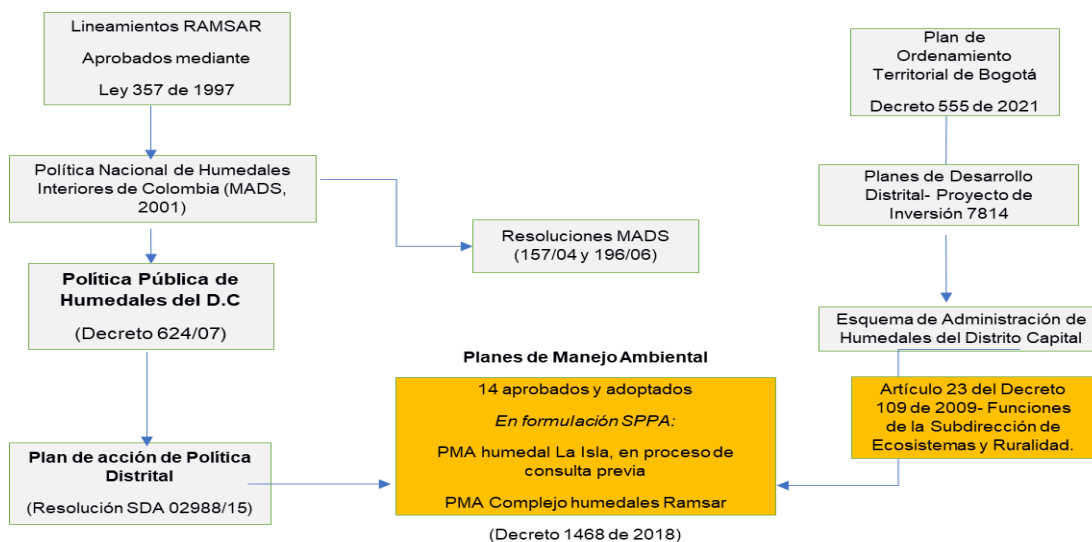 Lineamientos RAMSAR
Aprobados mediante
Ley 357 de 1997
Política Nacional de Humedales
Interiores de Colombia (MADS,
2001)
Resoluciones MADS
(157/04 y 196/06)
Política Pública de
Humedales del D.C
(Decreto 624/07)
Plan de acción de Política
Distrital
(Resolución SDA 02988/15)
Planes de Manejo Ambiental
14 aprobados y adoptados
En formulación SPPA:
PMA humedal La Isla, en proceso de
consulta previa
PMA Complejo humedales Ramsar
(Decreto 1468 de 2018)
Plan de
Ordenamiento
Territorial de Bogotá
Decreto 555 de 2021
Planes de Desarrollo
Distrital- Proyecto de
Inversión 7814
Esquema de Administración de
Humedales del Distrito Capital
Artículo 23 del Decreto
109 de 2009- Funciones
de la Subdirección de
Ecosistemas y Ruralidad.